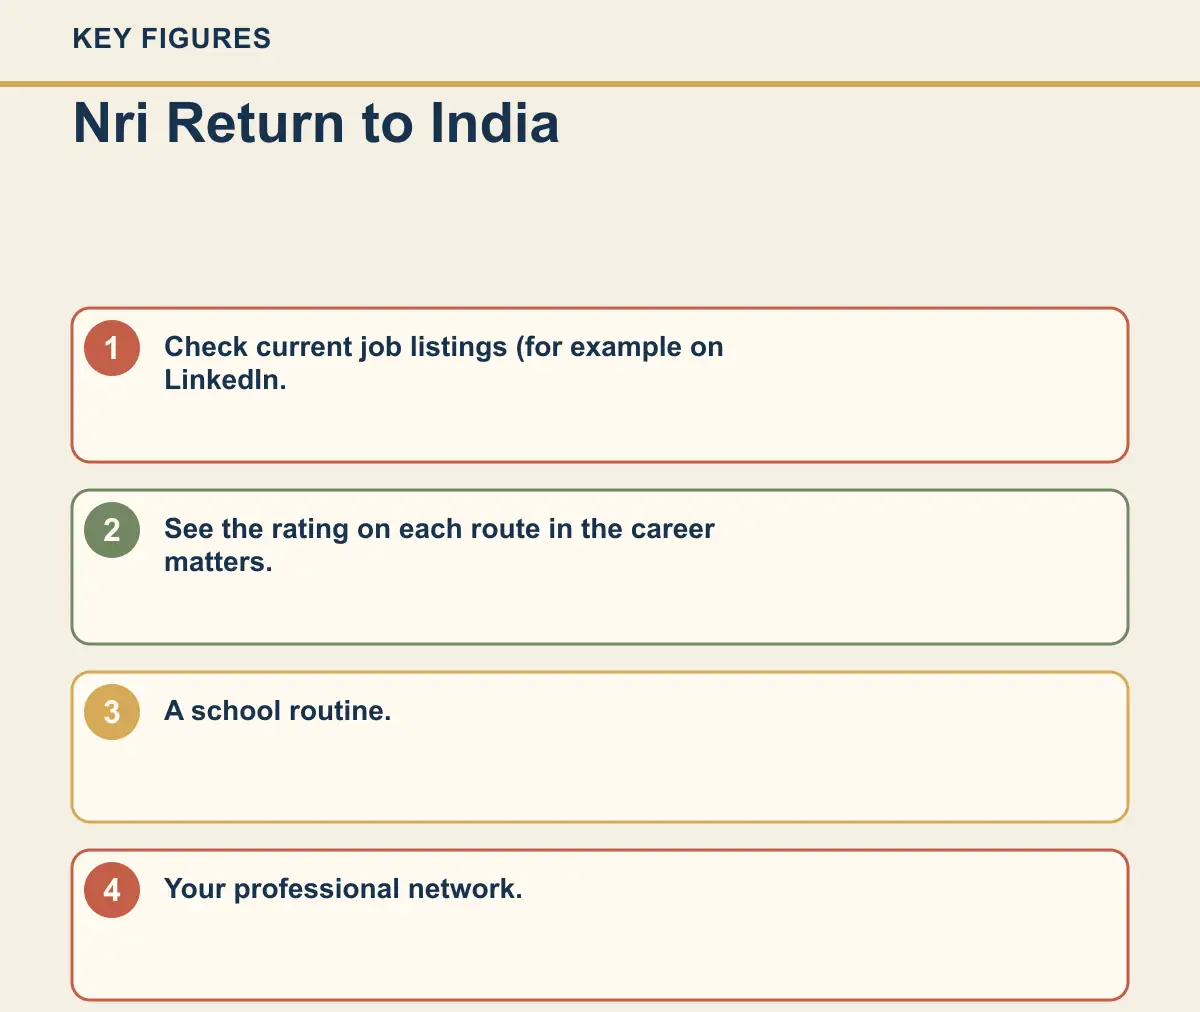 KEY FIGURES
Nri Return to India
1
Check current job listings (for example on
LinkedIn.
2
See the rating on each route in the career
matters.
3
A school routine.
4
Your professional network.